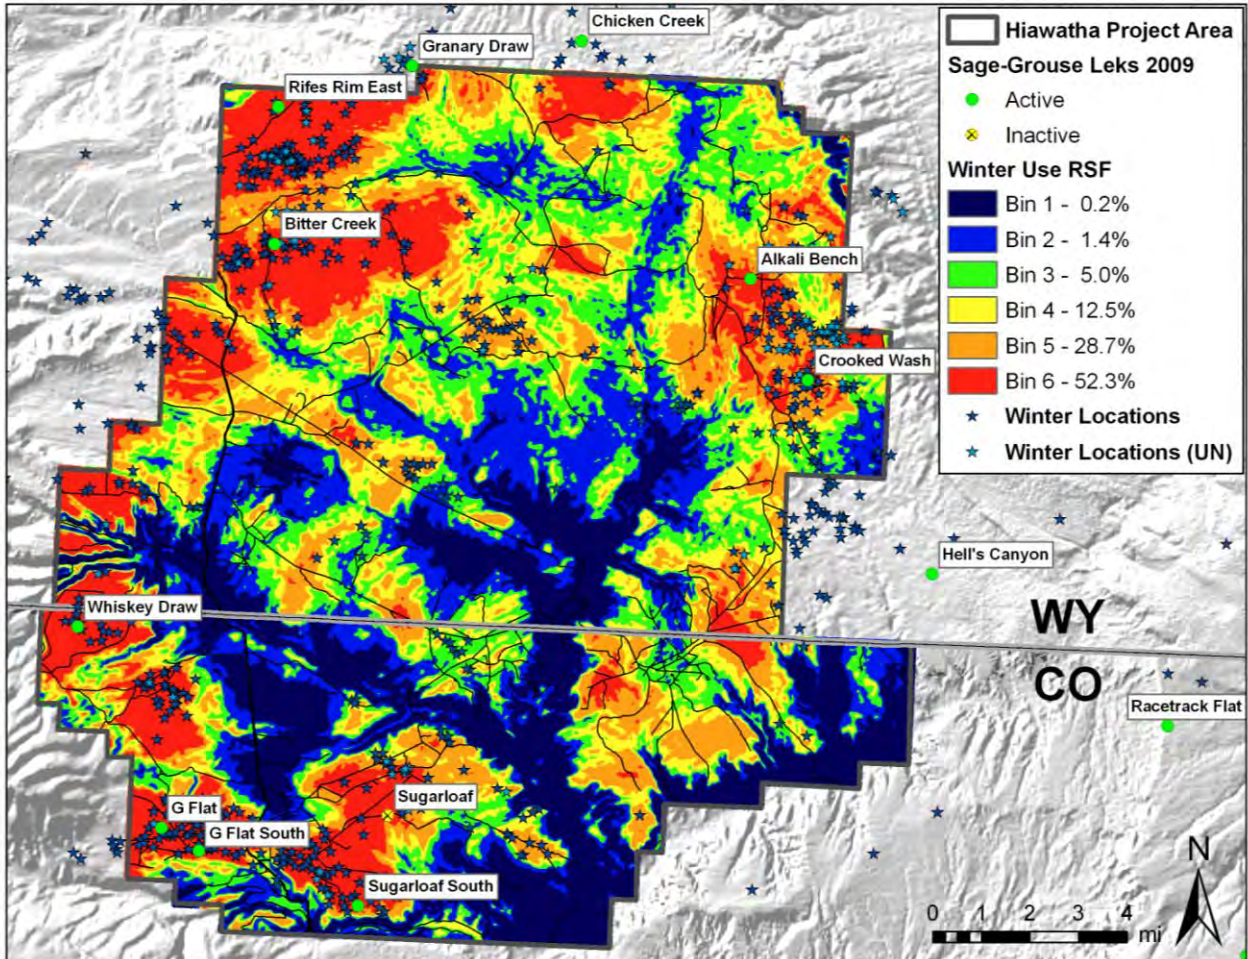 Chicken Creek
Granary Draw
Rifes Rim East
Bitter Creek
Alkali Bench
Crooked Wash
Hell's Canyon
Whiskey Draw
WY
CO
Racetrack Flat
Sugarloaf
G Flat
G Flat South
Sugarloaf South
Hiawatha Project Area
Sage-Grouse Leks 2009
Active
Inactive
Winter Use RSF
Bin 1 - 0.2%
Bin 2 - 1.4%
Bin 3 - 5.0%
Bin 4 - 12.5%
Bin 5 - 28.7%
Bin 6 - 52.3%
Winter Locations
Winter Locations (UN)
N
0 1 2 3 4
mi